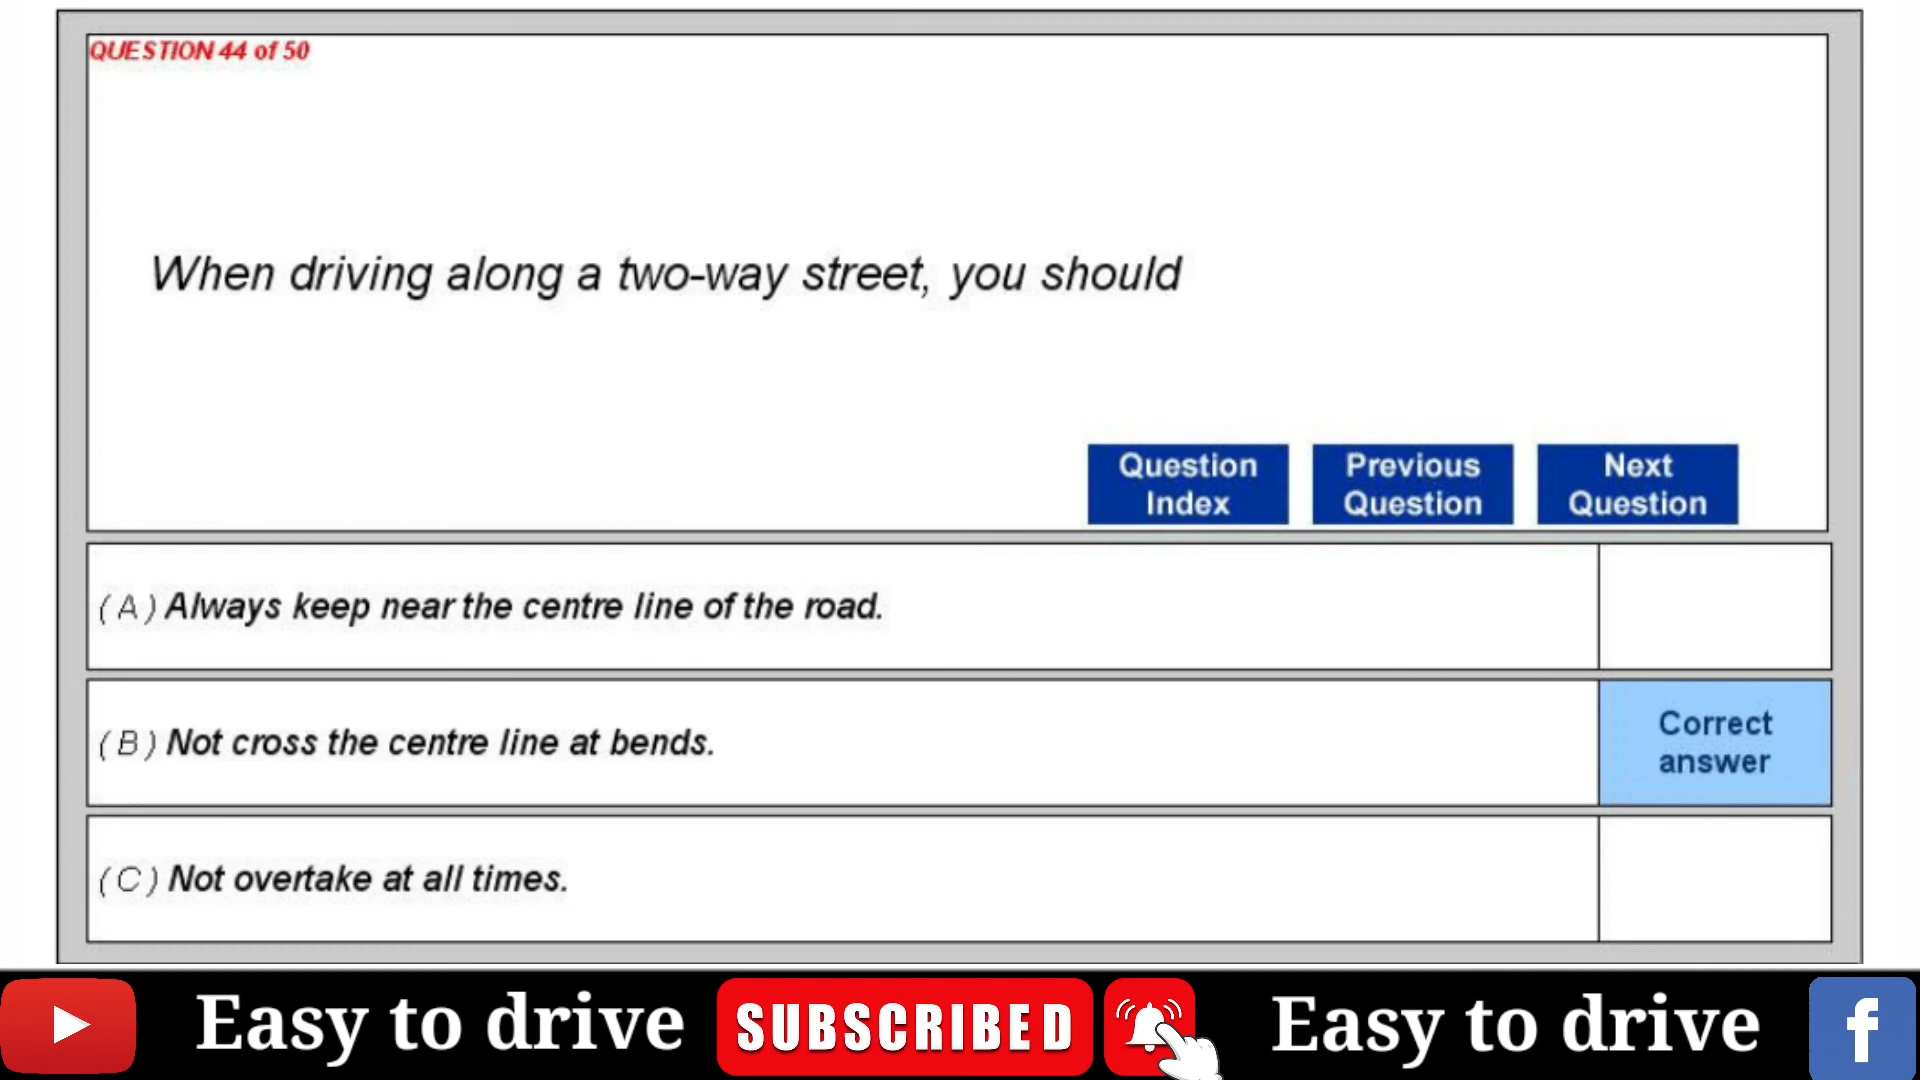 QUESTION 44 of 50
When driving along a two-way street, you should
Question
Index
Previous
Question
Next
Question
(A) Always keep near the centre line of the road.
(B) Not cross the centre line at bends.
Correct
answer
(C) Not overtake at all times.
Easy to drive
SUBSCRIBED
Easy to drive
f